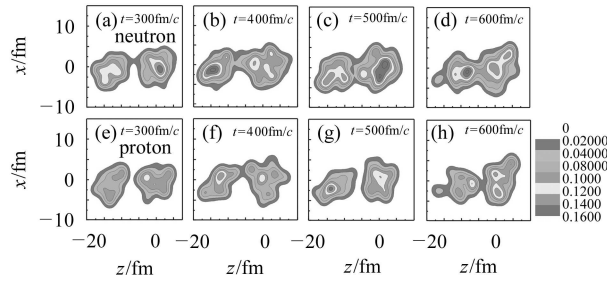 (a) t=300fm/c
neutron
(b) t=400fm/c
(c) t=500fm/c
(d) t=600fm/c
15
x/fm
0
−10
(e) t=300fm/c
proton
(f) t=400fm/c
(g) t=500fm/c
(h) t=600fm/c
10
x/fm
0
−10
−20 0
−20 0
−20 0
−20 0
z/fm
z/fm
z/fm
z/fm
0
0.02000
0.04000
0.08000
0.1000
0.1200
0.1400
0.1600